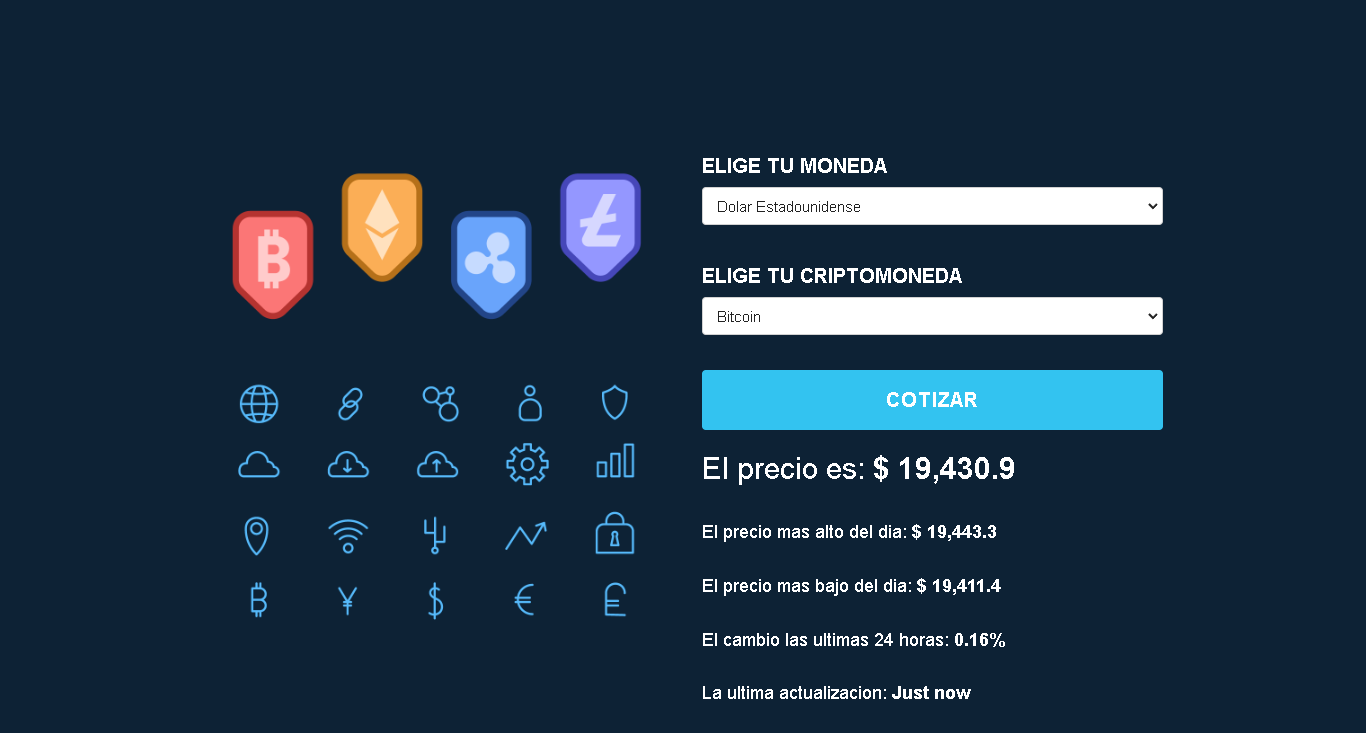 ELIGE TU MONEDA
Dolar Estadounidense
ELIGE TU CRIPTOMONEDA
Bitcoin
COTIZAR
El precio es: $ 19,430.9
El precio mas alto del dia: $ 19,443.3
El precio mas bajo del dia: $ 19,411.4
El cambio las ultimas 24 horas: 0.16%
La ultima actualizacion: Just now